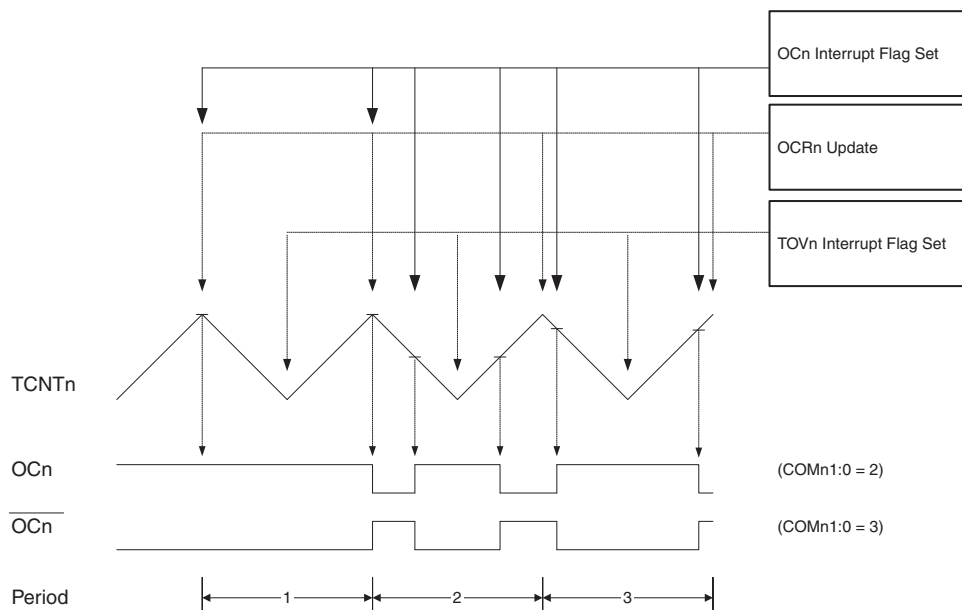 OCn Interrupt Flag Set
OCRn Update
TOVn Interrupt Flag Set
TCNTn
OCn (COMn1:0 = 2)
OCn (COMn1:0 = 3)
Period 1 2 3